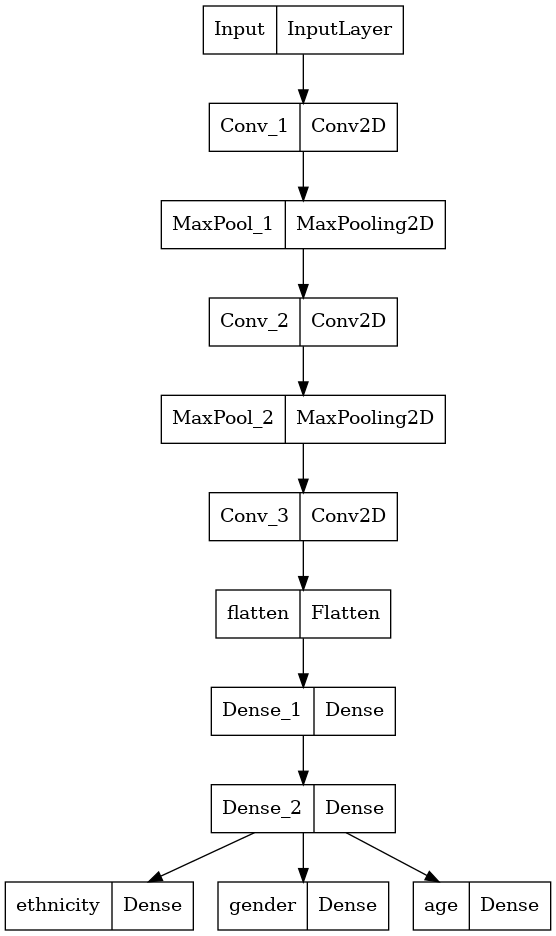 Input InputLayer
Conv_1 Conv2D
MaxPool_1 MaxPooling2D
Conv_2 Conv2D
MaxPool_2 MaxPooling2D
Conv_3 Conv2D
flatten Flatten
Dense_1 Dense
Dense_2 Dense
ethnicity Dense gender Dense age Dense